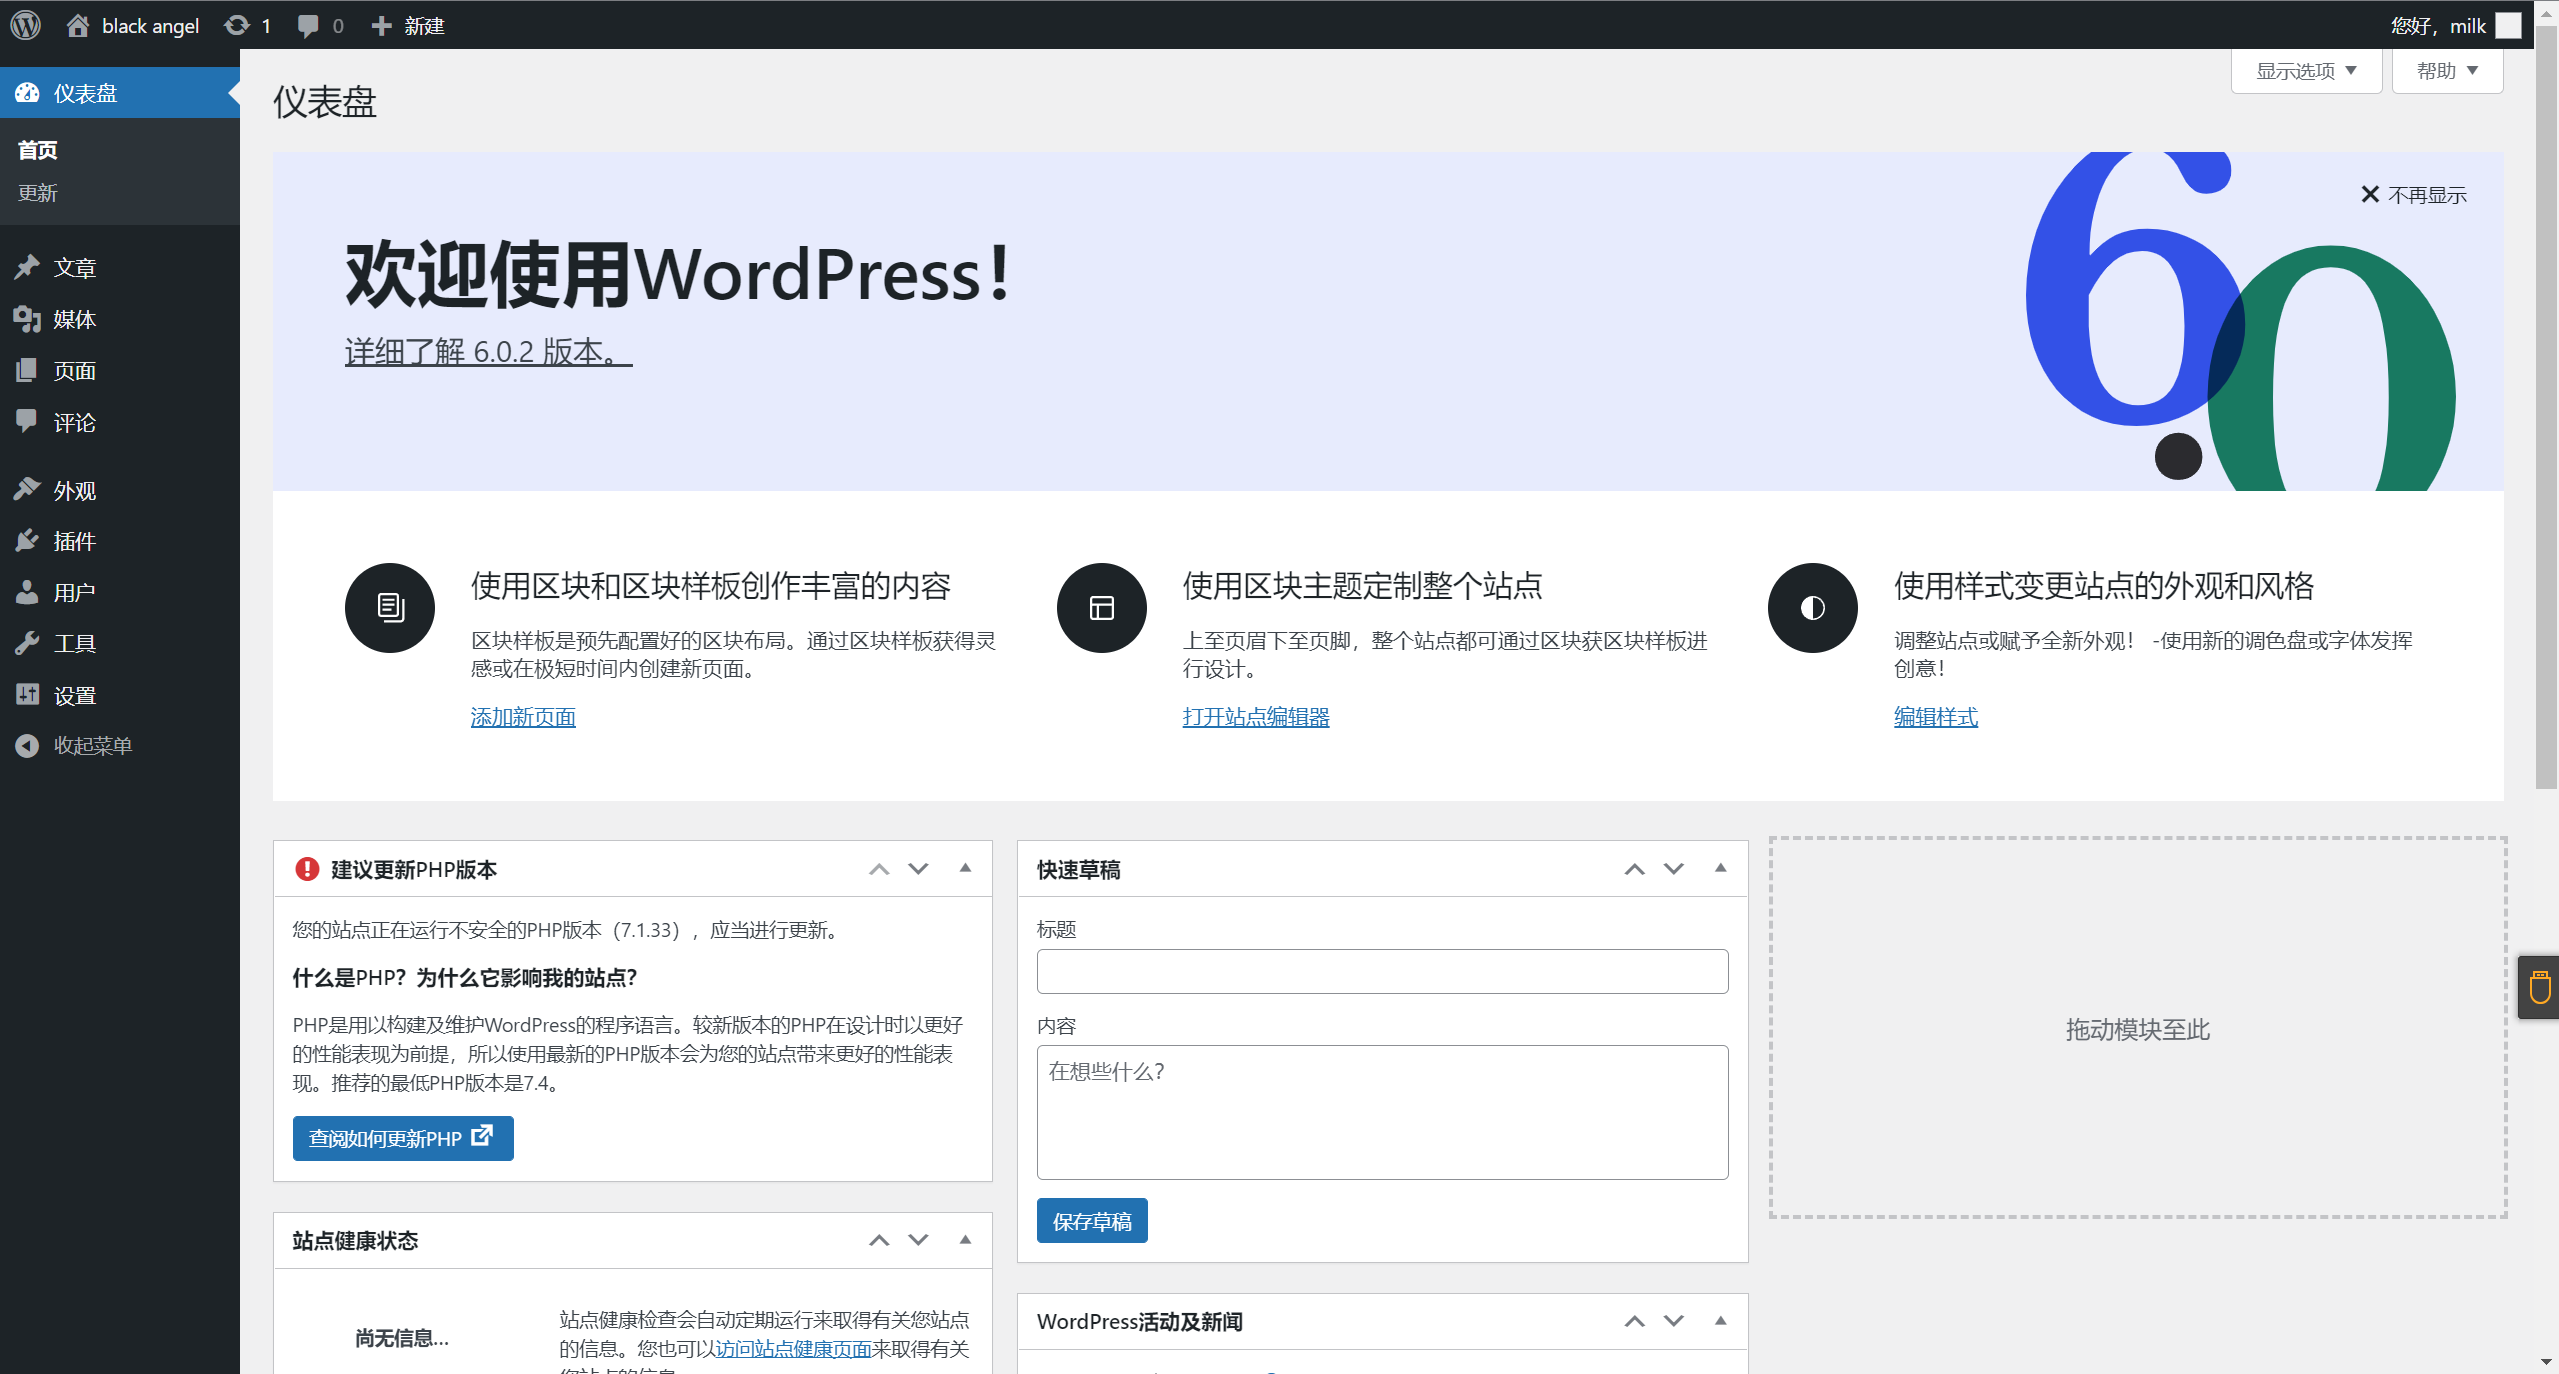 black angel
1
0
新建
您好，milk
仪表盘
首页
更新
文章
媒体
页面
评论
外观
插件
用户
工具
设置
收起菜单
显示选项
帮助
仪表盘
6.0
不再显示
欢迎使用WordPress！
详细了解 6.0.2 版本。
使用区块和区块样板创作丰富的内容
区块样板是预先配置好的区块布局。通过区块样板获得灵
感或在极短时间内创建新页面。
添加新页面
使用区块主题定制整个站点
上至页眉下至页脚，整个站点都可通过区块获区块样板进
行设计。
打开站点编辑器
使用样式变更站点的外观和风格
调整站点或赋予全新外观！ -使用新的调色盘或字体发挥
创意！
编辑样式
建议更新PHP版本
您的站点正在运行不安全的PHP版本（7.1.33），应当进行更新。
什么是PHP？为什么它影响我的站点？
PHP是用以构建及维护WordPress的程序语言。较新版本的PHP在设计时以更好
的性能表现为前提，所以使用最新的PHP版本会为您的站点带来更好的性能表
现。推荐的最低PHP版本是7.4。
查阅如何更新PHP
站点健康状态
尚无信息…
站点健康检查会自动定期运行来取得有关您站点
的信息。您也可以访问站点健康页面来取得有关
快速草稿
标题
内容
在想些什么？
保存草稿
WordPress活动及新闻
拖动模块至此